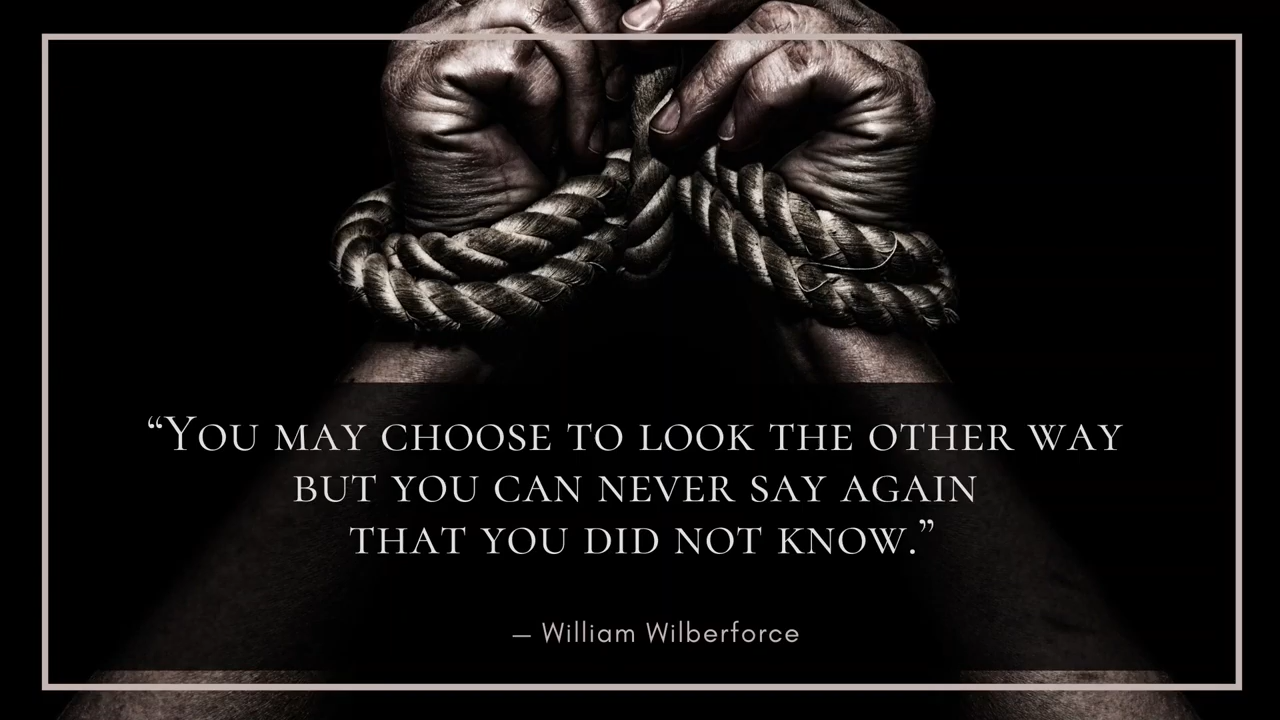 “You may choose to look the other way
but you can never say again
that you did not know.”
— William Wilberforce